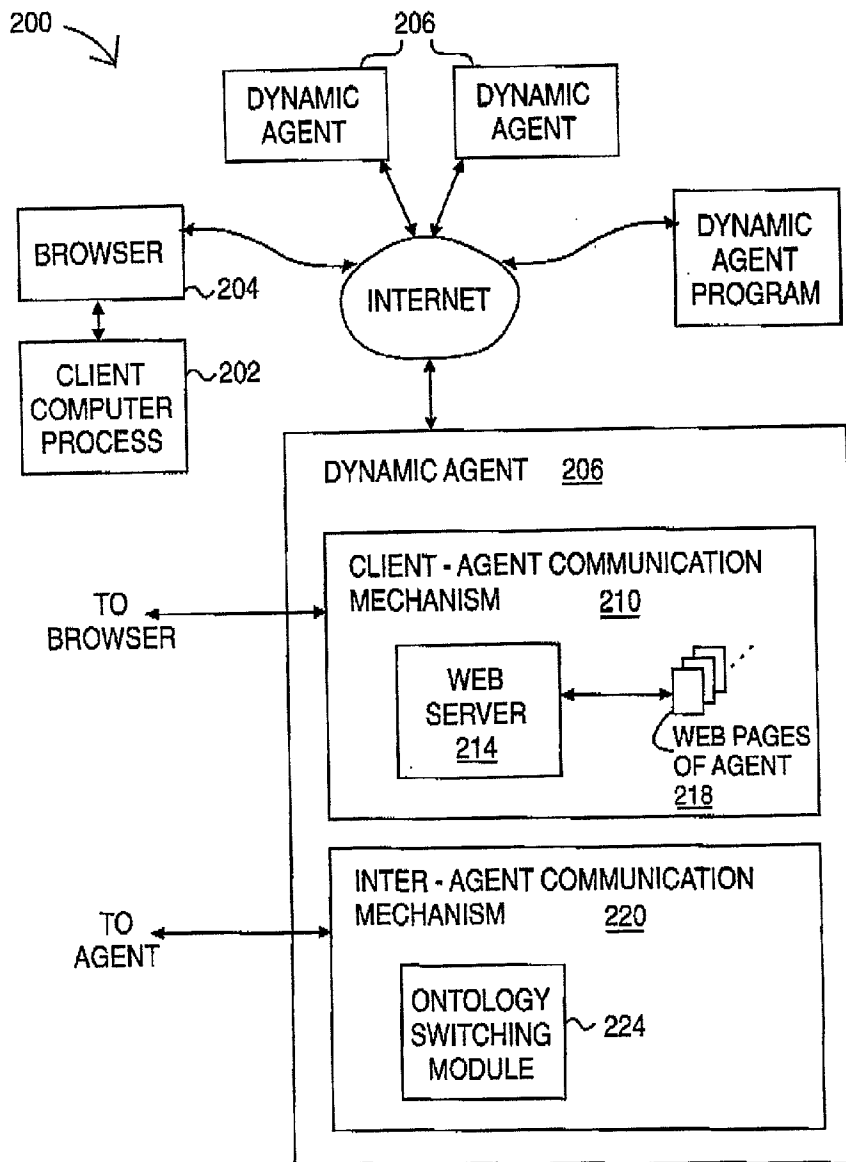 200
206
DYNAMIC
AGENT
DYNAMIC
AGENT
BROWSER
204
INTERNET
DYNAMIC
AGENT
PROGRAM
CLIENT
COMPUTER
PROCESS
202
DYNAMIC AGENT 206
CLIENT - AGENT COMMUNICATION
MECHANISM 210
TO
BROWSER
WEB
SERVER
214
WEB PAGES
OF AGENT
218
INTER - AGENT COMMUNICATION
MECHANISM 220
TO
AGENT
ONTOLOGY
SWITCHING
MODULE
224